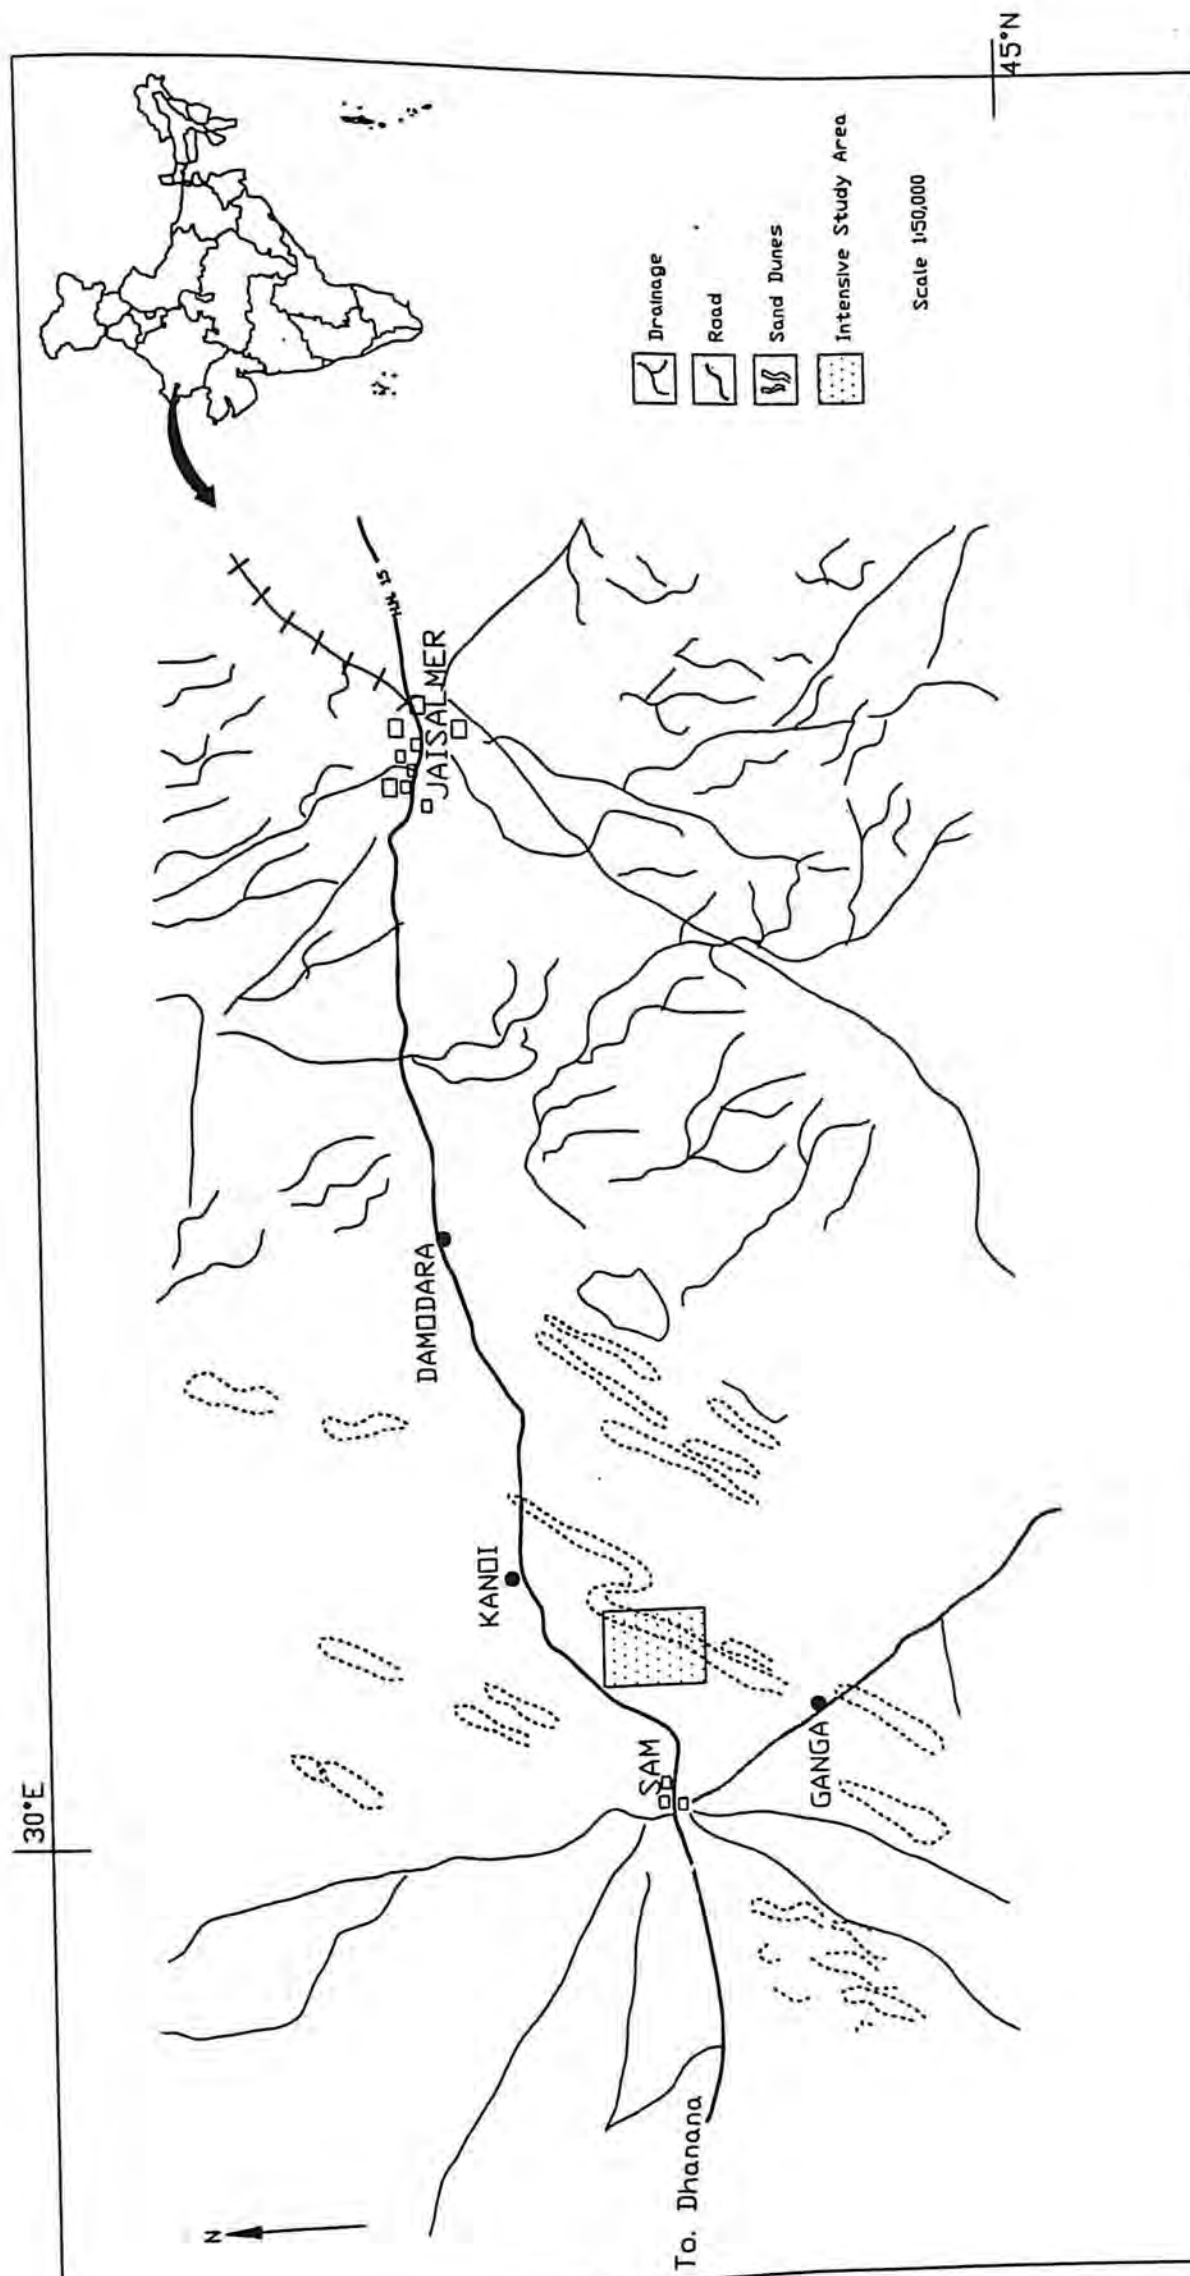 30°E
45°N
N
N.H. 15
JAISALMER
DAMODARA
KANOI
SAM
GANGA
To. Dhanana
Drainage
Road
Sand Dunes
Intensive Study Area
Scale 1:50,000